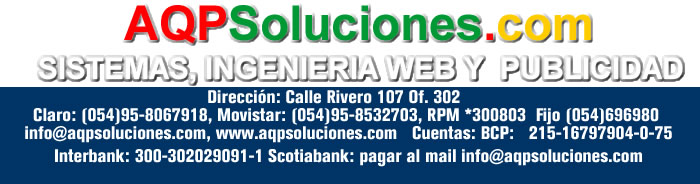 AQPSoluciones.com
SISTEMAS, INGENIERIA WEB Y PUBLICIDAD
Dirección: Calle Rivero 107 Of. 302
Claro: (054)95-8067918, Movistar: (054)95-8532703, RPM *300803 Fijo (054)696980
info@aqpsoluciones.com, www.aqpsoluciones.com Cuentas: BCP: 215-16797904-0-75
Interbank: 300-302029091-1 Scotiabank: pagar al mail info@aqpsoluciones.com